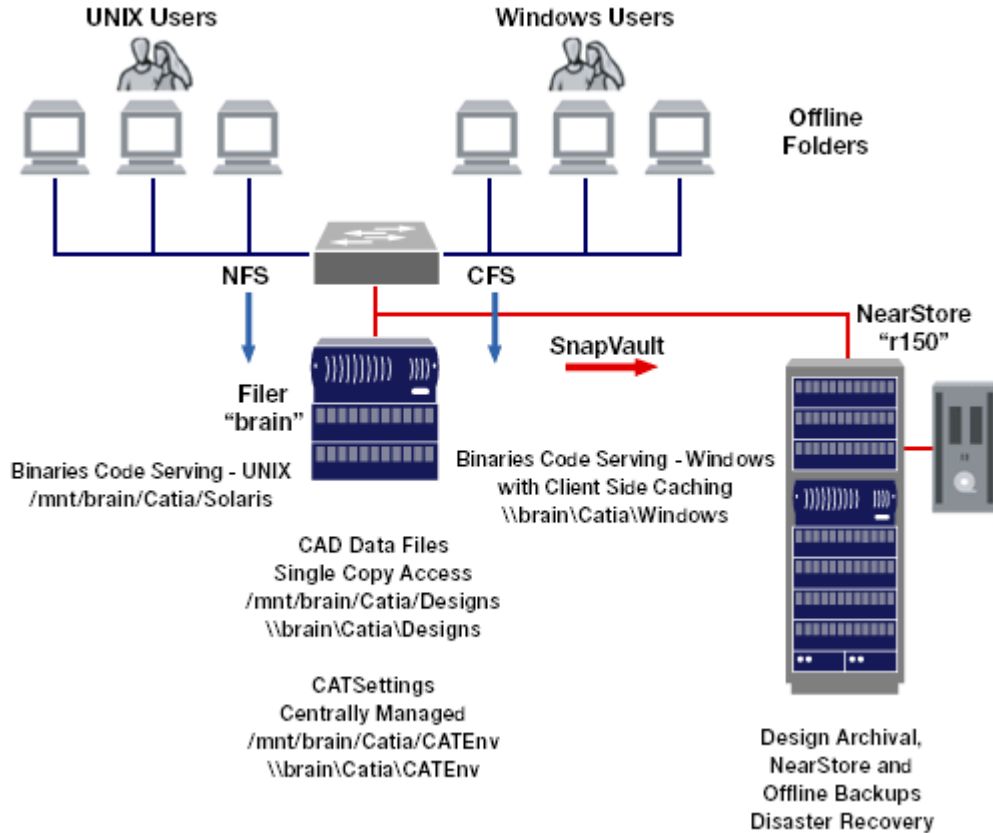 UNIX Users
Windows Users
Offline
Folders
NFS
CFS
NearStore
“r150”
SnapVault
Filer
“brain”
Binaries Code Serving - UNIX
/mnt/brain/Catia/Solaris
Binaries Code Serving - Windows
with Client Side Caching
\\brain\Catia\Windows
CAD Data Files
Single Copy Access
/mnt/brain/Catia/Designs
\\brain\Catia\Designs
CATSettings
Centrally Managed
/mnt/brain/Catia/CATEnv
\\brain\Catia\CATEnv
Design Archival,
NearStore and
Offline Backups
Disaster Recovery